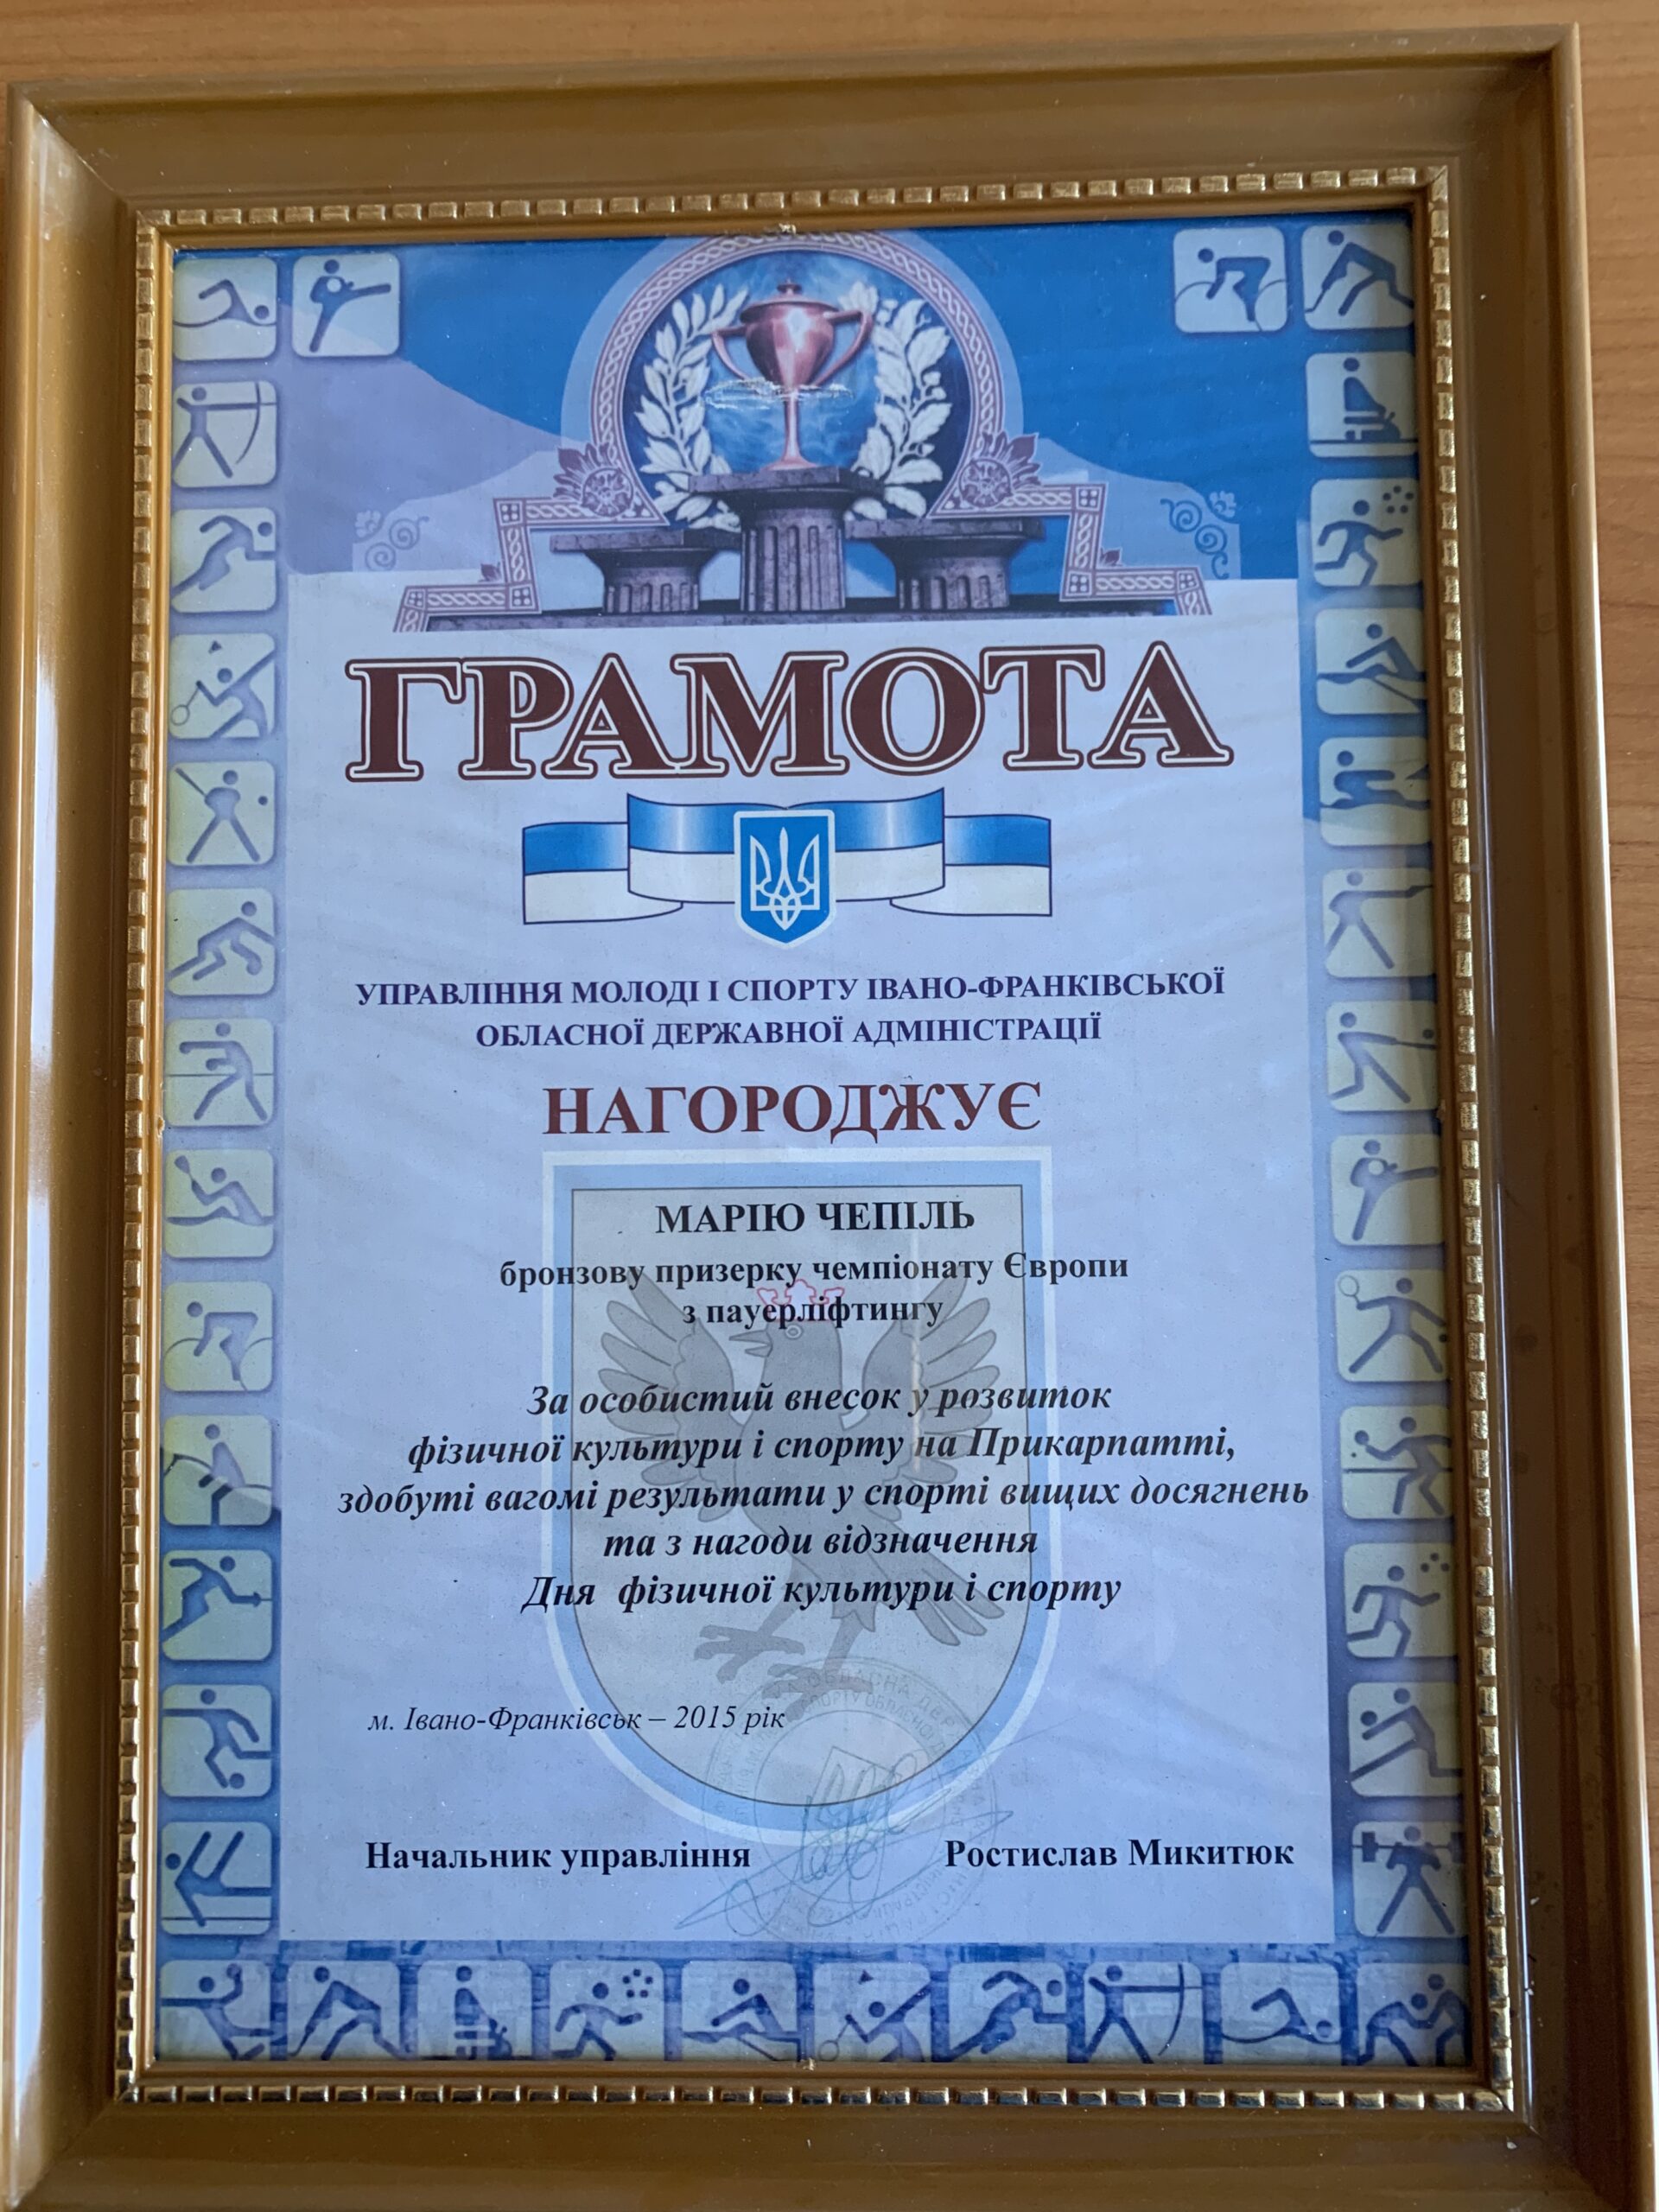 ГРАМОТА
УПРАВЛІННЯ МОЛОДІ І СПОРТУ ІВАНО-ФРАНКІВСЬКОЇ
ОБЛАСНОЇ ДЕРЖАВНОЇ АДМІНІСТРАЦІЇ
НАГОРОДЖУЄ
МАРІЮ ЧЕПІЛЬ
бронзову призерку чемпіонату Європи
з пауерліфтингу
За особистий внесок у розвиток
фізичної культури і спорту на Прикарпатті,
здобуті вагомі результати у спорті вищих досягнень
та з нагоди відзначення
Дня фізичної культури і спорту
м. Івано-Франківськ – 2015 рік
Начальник управління Ростислав Микитюк